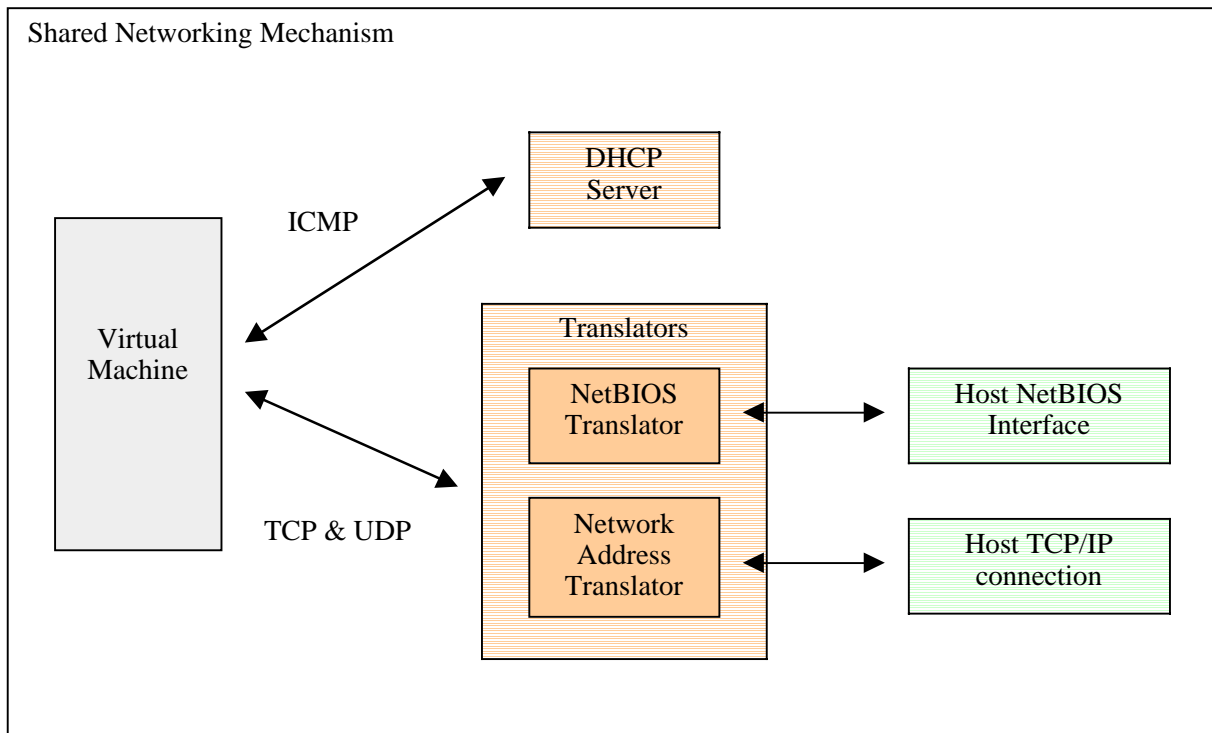 Shared Networking Mechanism
DHCP
Server
ICMP
Virtual
Machine
Translators
NetBIOS
Translator
Host NetBIOS
Interface
TCP & UDP
Network
Address
Translator
Host TCP/IP
connection